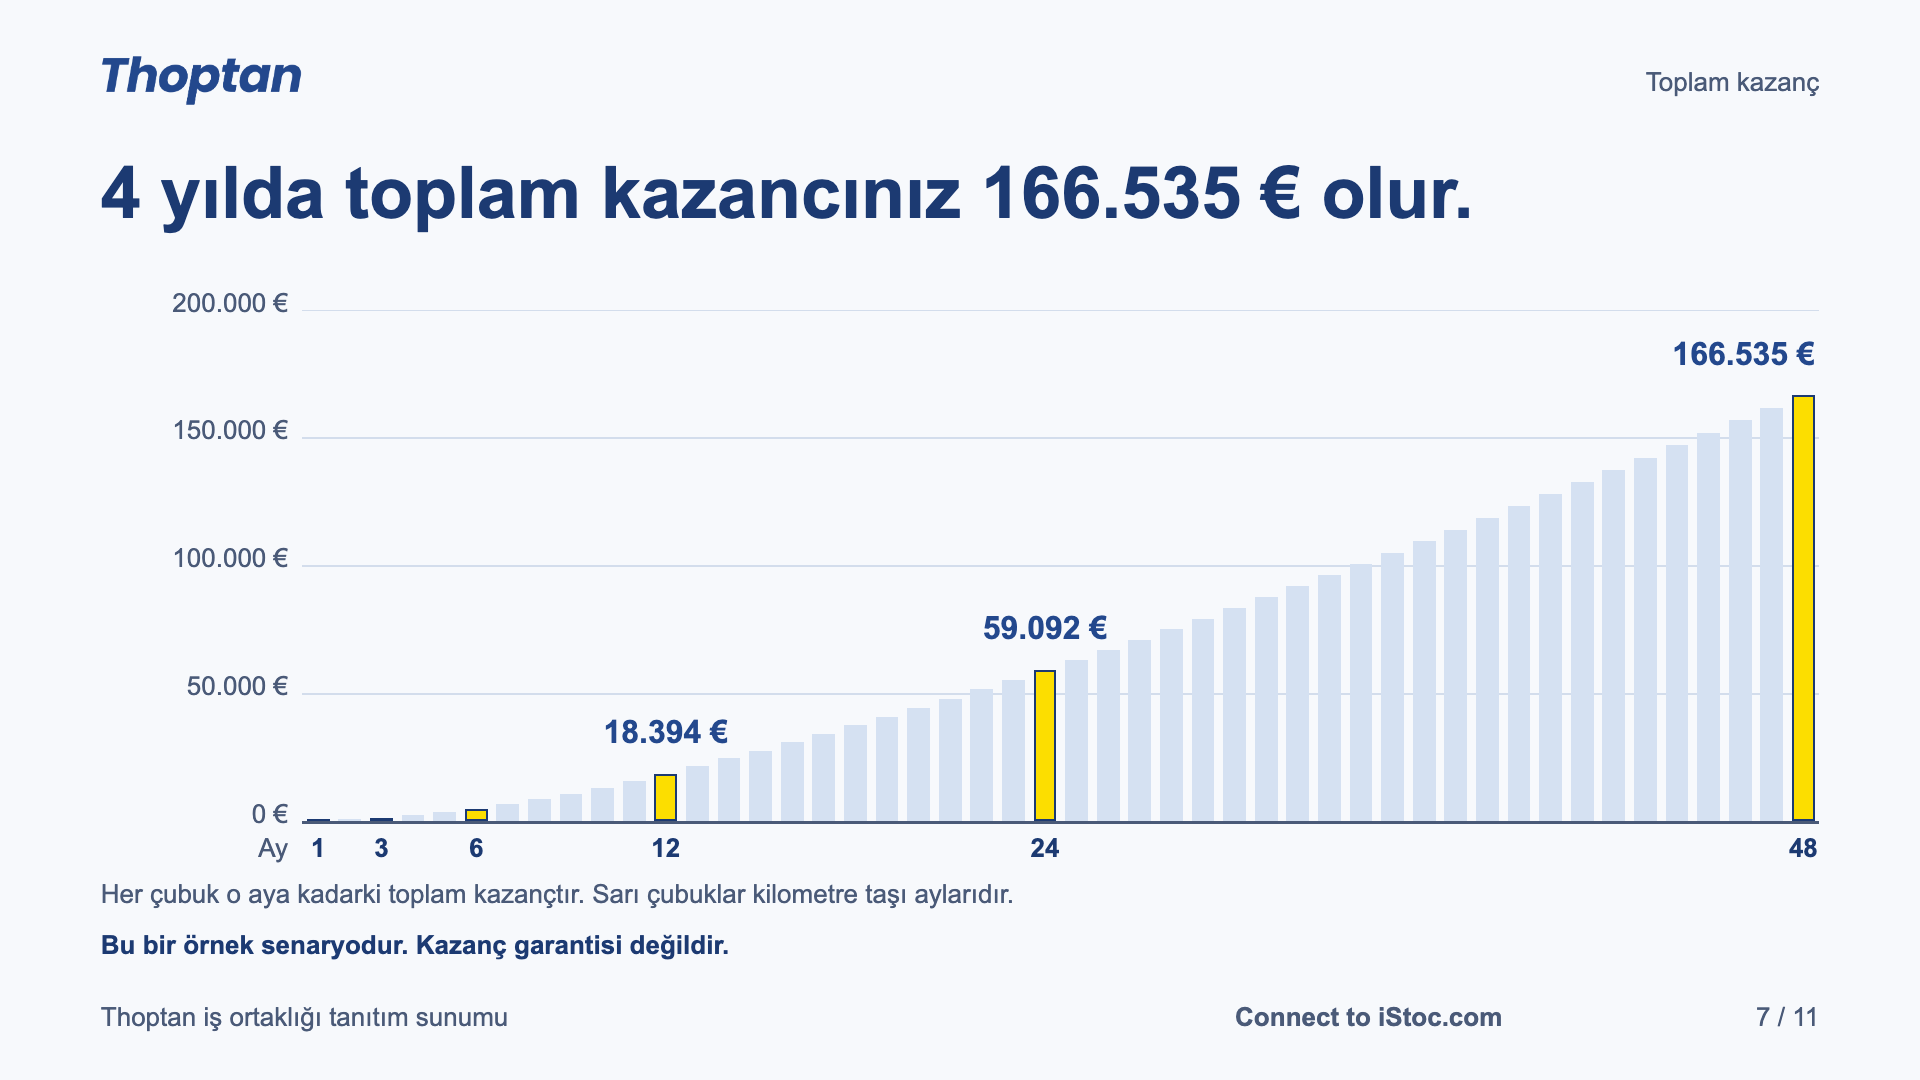 Thoptan
Toplam kazanç
4 yılda toplam kazancınız 166.535 € olur.
200.000 €
166.535 €
150.000 €
100.000 €
59.092 €
50.000 €
18.394 €
0 €
Ay 1 3 6 12 24 48
Her çubuk o aya kadarki toplam kazançtır. Sarı çubuklar kilometre taşı aylarıdır.
Bu bir örnek senaryodur. Kazanç garantisi değildir.
Thoptan iş ortaklığı tanıtım sunumu
Connect to iStoc.com
7 / 11